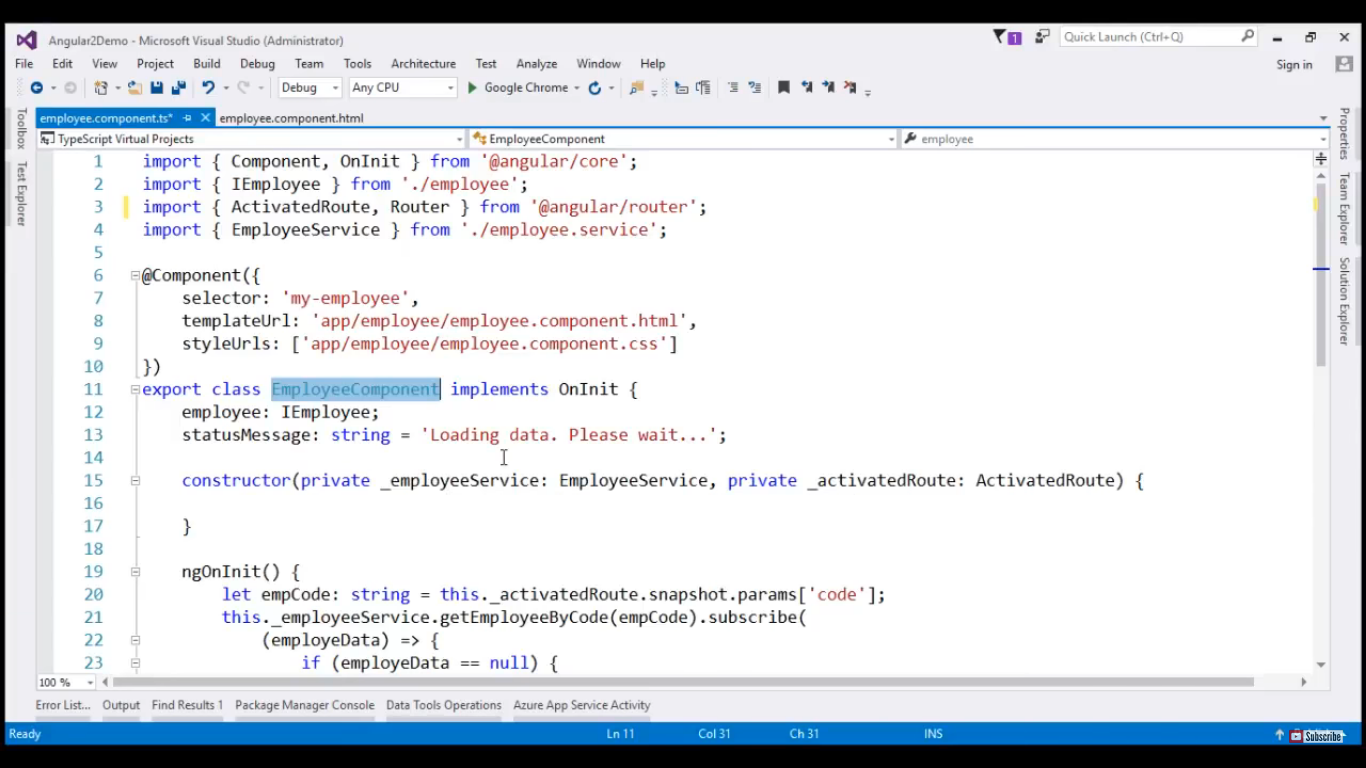 Angular2Demo - Microsoft Visual Studio (Administrator)
1
Quick Launch (Ctrl+Q)
File Edit View Project Build Debug Team Tools Architecture Test Analyze Window Help
Sign in
Debug Any CPU Google Chrome
employee.component.ts* employee.component.html
TypeScript Virtual Projects EmployeeComponent employee
Toolbox
Test Explorer
Properties
Team Explorer
Solution Explorer
1 import { Component, OnInit } from '@angular/core';
2 import { IEmployee } from './employee';
3 import { ActivatedRoute, Router } from '@angular/router';
4 import { EmployeeService } from './employee.service';
5
6 @Component({
7 selector: 'my-employee',
8 templateUrl: 'app/employee/employee.component.html',
9 styleUrls: ['app/employee/employee.component.css']
10 })
11 export class EmployeeComponent implements OnInit {
12 employee: IEmployee;
13 statusMessage: string = 'Loading data. Please wait...';
14
15 constructor(private _employeeService: EmployeeService, private _activatedRoute: ActivatedRoute) {
16
17 }
18
19 ngOnInit() {
20 let empCode: string = this._activatedRoute.snapshot.params['code'];
21 this._employeeService.getEmployeeByCode(empCode).subscribe(
22 (employeData) => {
23 if (employeData == null) {
100 %
Error List... Output Find Results 1 Package Manager Console Data Tools Operations Azure App Service Activity
Ready Ln 11 Col 31 Ch 31 INS
Subscribe